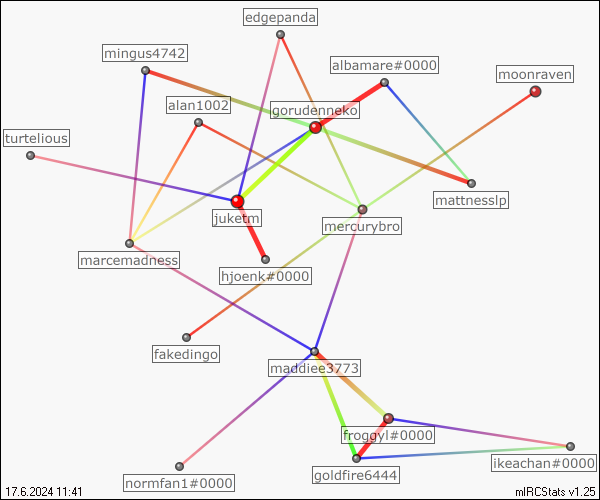 edgepanda
mingus4742
albamare#0000
moonraven
alan1002
gorudenneko
turtelious
mattnesslp
juketm
mercurybro
marcemadness
hjoenk#0000
fakedingo
maddiee3773
froggyl#0000
ikeachan#0000
goldfire6444
normfan1#0000
17.6.2024 11:41
mIRCStats v1.25